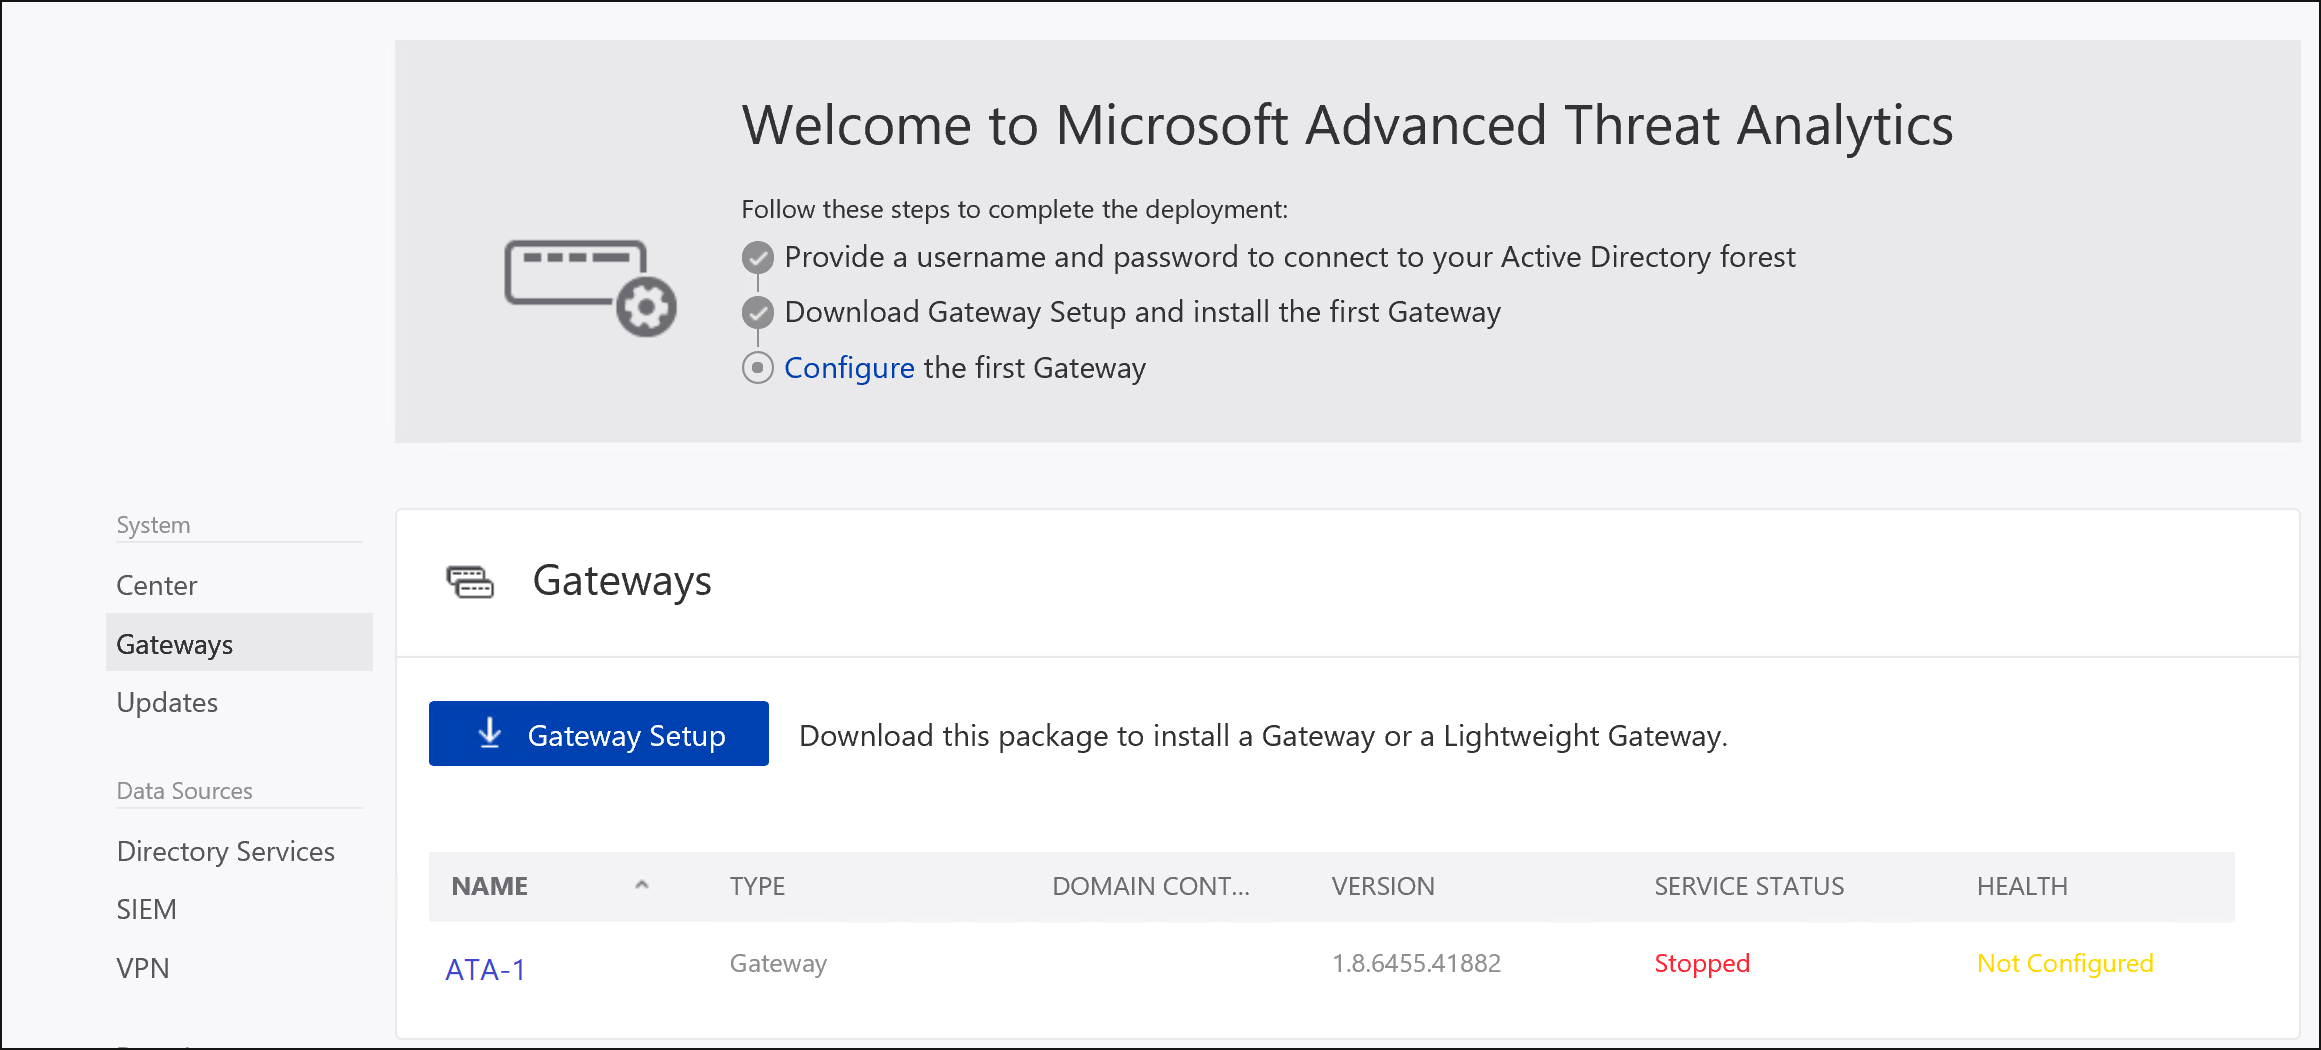 Welcome to Microsoft Advanced Threat Analytics
Follow these steps to complete the deployment:
Provide a username and password to connect to your Active Directory forest
Download Gateway Setup and install the first Gateway
Configure the first Gateway
System
Center
Gateways
Updates
Data Sources
Directory Services
SIEM
VPN
Gateways
Gateway Setup
Download this package to install a Gateway or a Lightweight Gateway.
NAME TYPE DOMAIN CONT... VERSION SERVICE STATUS HEALTH
ATA-1 Gateway 1.8.6455.41882 Stopped Not Configured